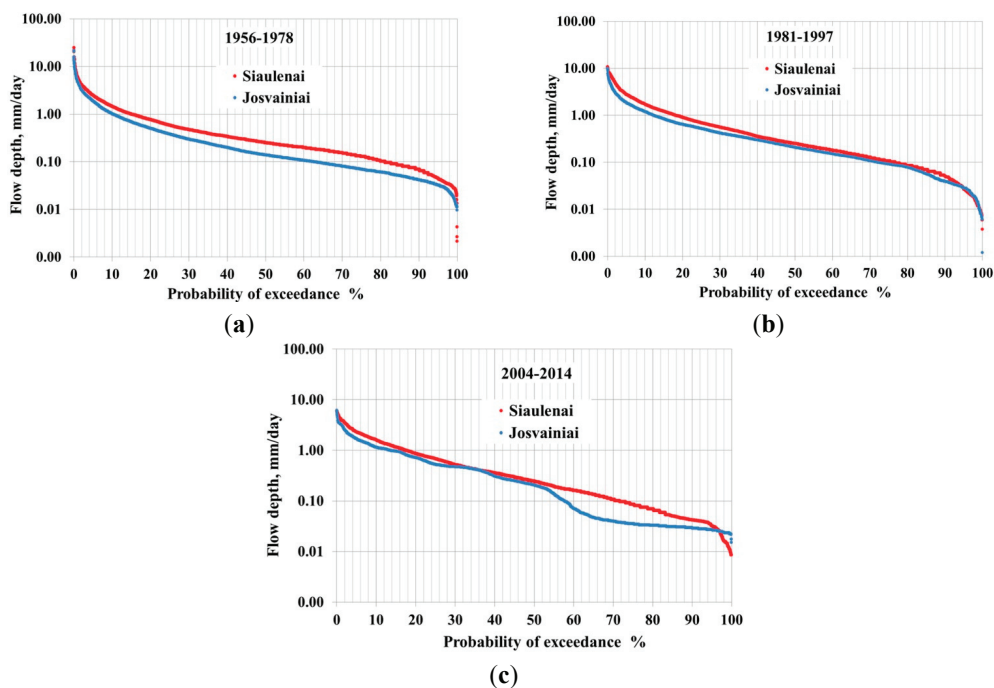 100.00
10.00
1.00
0.10
0.01
0.00
Flow depth, mm/day
1956-1978
Siaulenai
Josvainiai
0 10 20 30 40 50 60 70 80 90 100
Probability of exceedance %
(a)
100.00
10.00
1.00
0.10
0.01
0.00
Flow depth, mm/day
1981-1997
Siaulenai
Josvainiai
0 10 20 30 40 50 60 70 80 90 100
Probability of exceedance %
(b)
100.00
10.00
1.00
0.10
0.01
0.00
Flow depth, mm/day
2004-2014
Siaulenai
Josvainiai
0 10 20 30 40 50 60 70 80 90 100
Probability of exceedance %
(c)